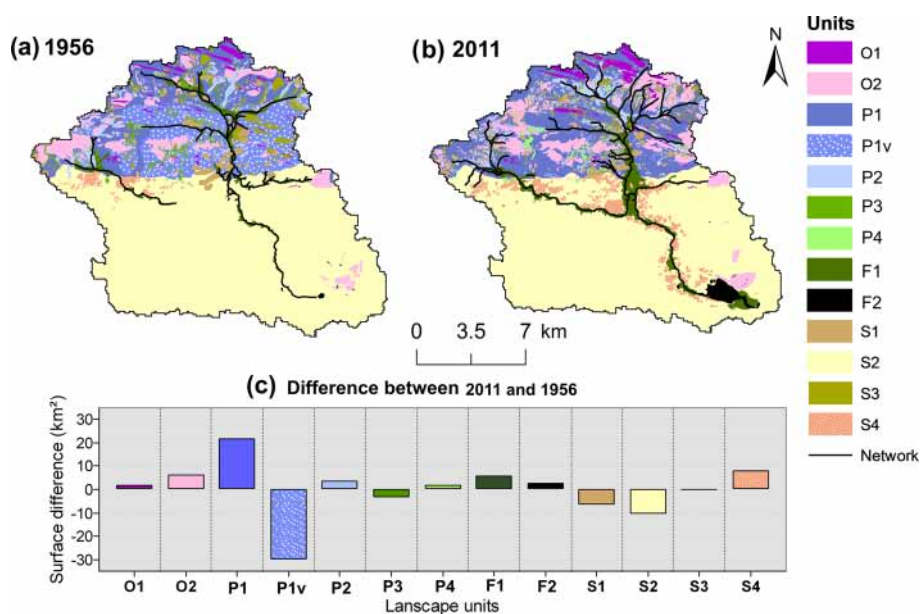 (a) 1956
(b) 2011
N
Units
O1
O2
P1
P1v
P2
P3
P4
F1
F2
S1
S2
S3
S4
Network
0 3.5 7 km
(c) Difference between 2011 and 1956
Surface difference (km²)
30
20
10
0
-10
-20
-30
O1 O2 P1 P1v P2 P3 P4 F1 F2 S1 S2 S3 S4
Lanscape units